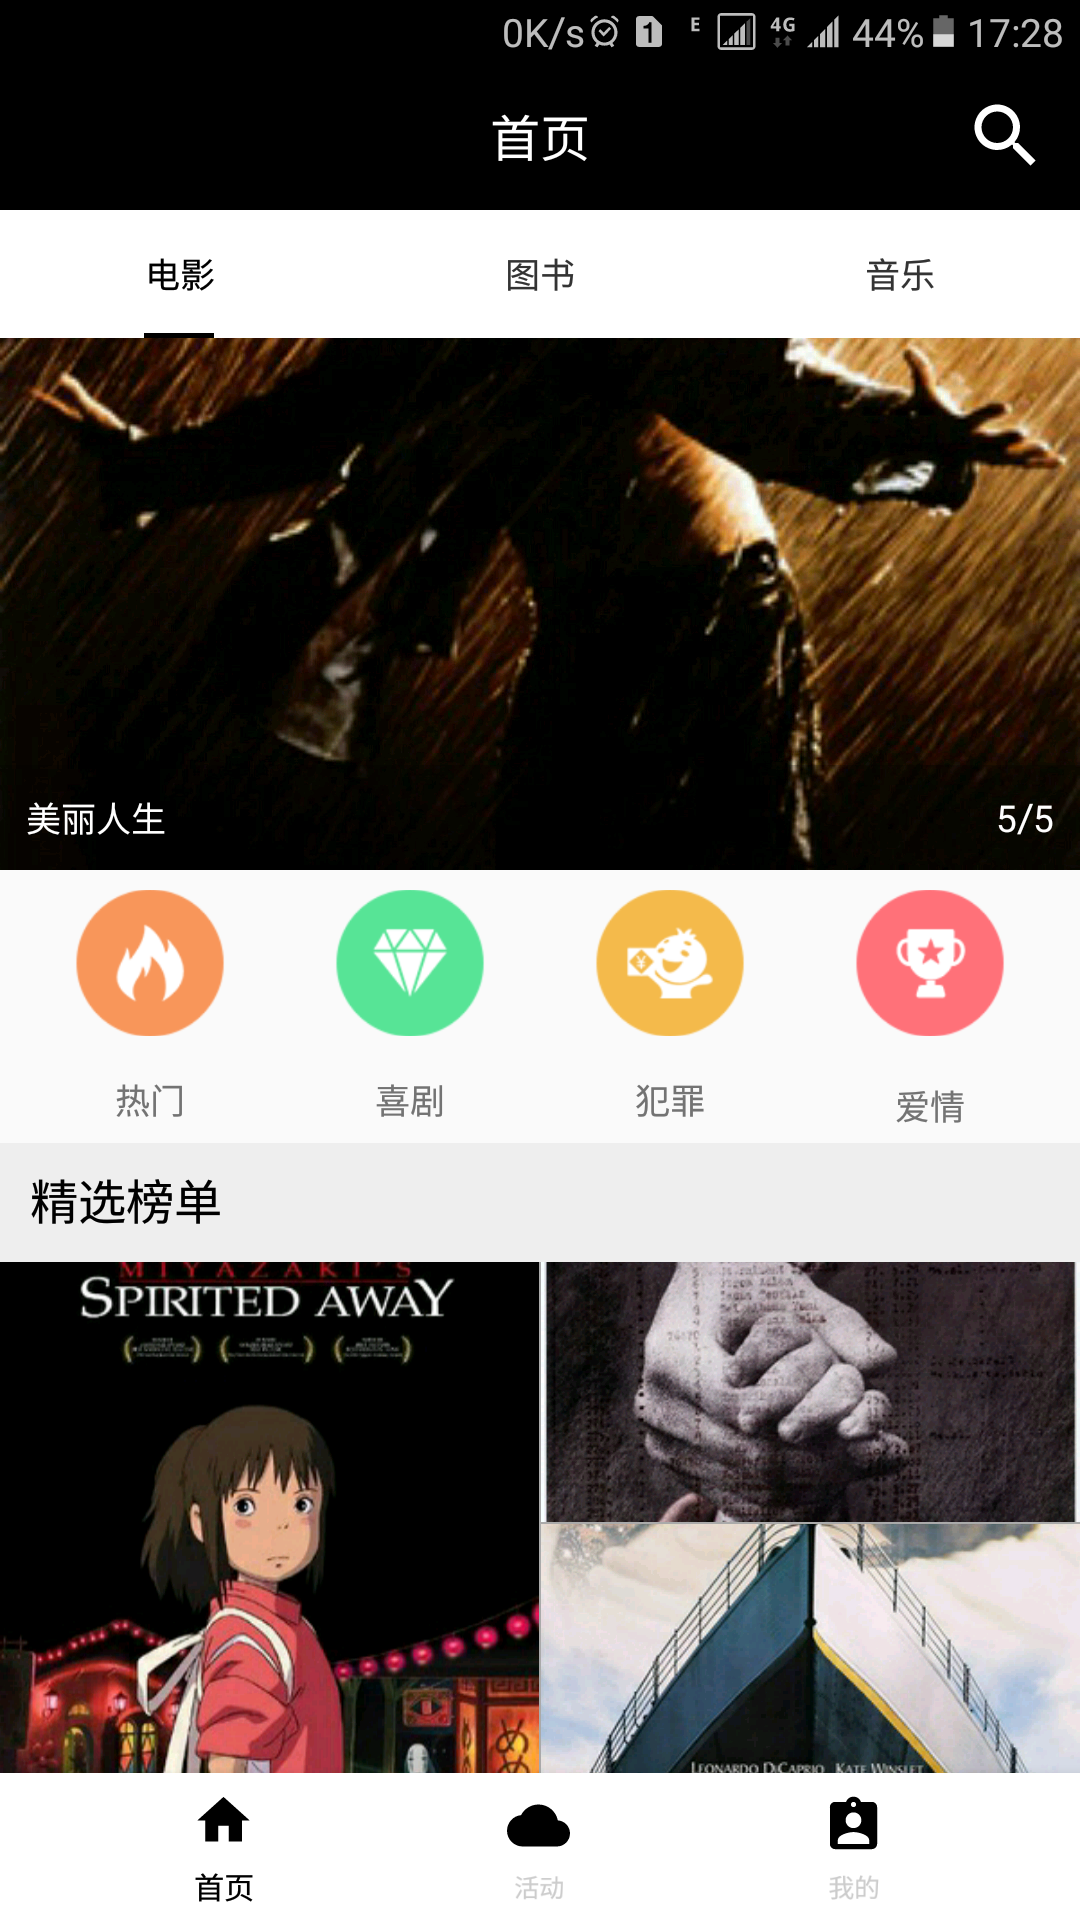 0K/s 1 E 4G 44% 17:28
首页
电影 图书 音乐
美丽人生 5/5
热门 喜剧 犯罪 爱情
精选榜单
MIYAZAKI'S
SPIRITED AWAY
LEONARDO DICAPRIO KATE WINSLET
首页 活动 我的